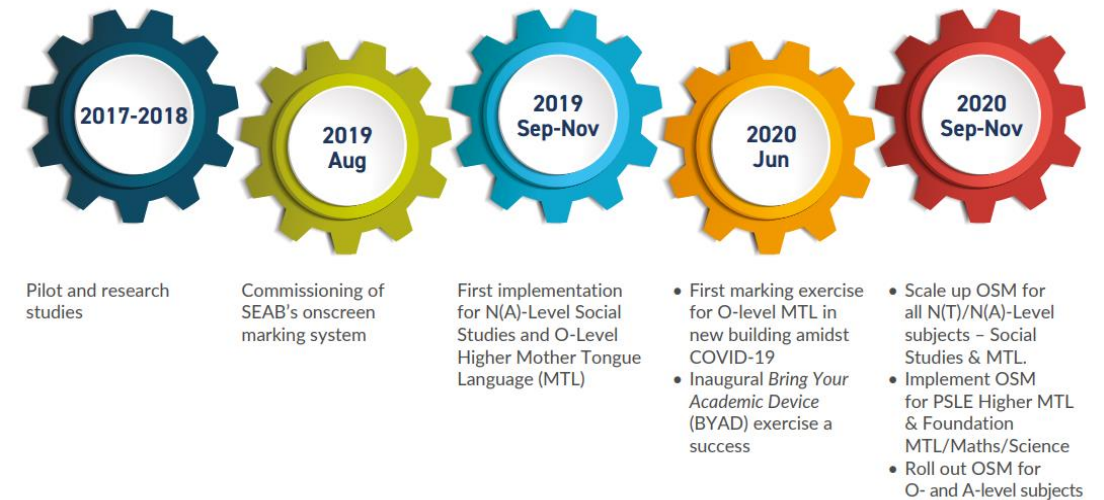 2017-2018
2019
Aug
2019
Sep-Nov
2020
Jun
2020
Sep-Nov
Pilot and research
studies
Commissioning of
SEAB's onscreen
marking system
First implementation
for N(A)-Level Social
Studies and O-Level
Higher Mother Tongue
Language (MTL)
• First marking exercise
for O-level MTL in
new building amidst
COVID-19
• Inaugural Bring Your
Academic Device
(BYAD) exercise a
success
• Scale up OSM for
all N(T)/N(A)-Level
subjects – Social
Studies & MTL.
• Implement OSM
for PSLE Higher MTL
& Foundation
MTL/Maths/Science
• Roll out OSM for
O- and A-level subjects